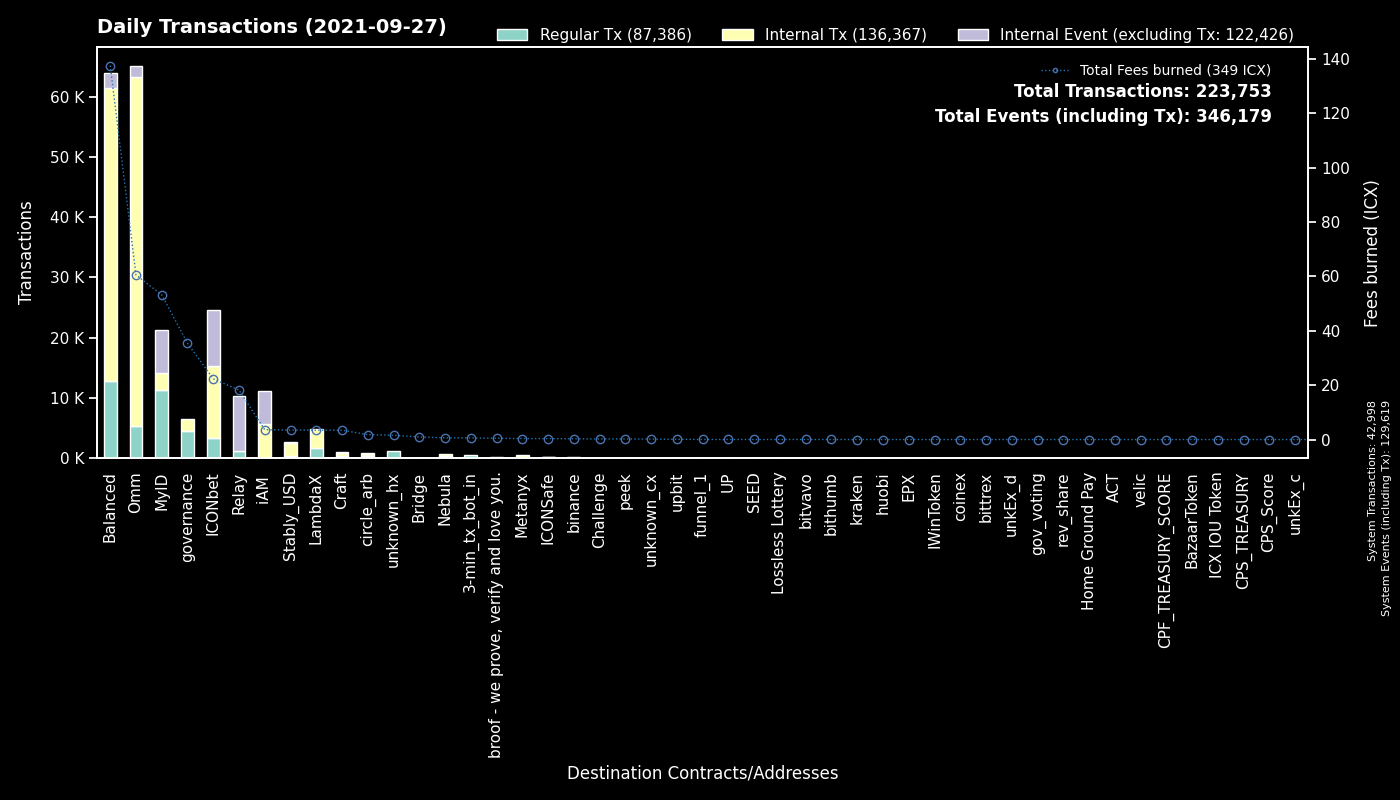 Daily Transactions (2021-09-27)
Regular Tx (87,386)
Internal Tx (136,367)
Internal Event (excluding Tx: 122,426)
Total Fees burned (349 ICX)
Total Transactions: 223,753
Total Events (including Tx): 346,179
Transactions
60 K
50 K
40 K
30 K
20 K
10 K
0 K
140
120
100
80
60
40
20
0
Fees burned (ICX)
System Transactions: 42,998
System Events (including Tx): 129,619
Balanced
Omm
MyID
governance
ICONbet
Relay
iAM
Stably_USD
LambdaX
Craft
circle_arb
unknown_hx
Bridge
Nebula
3-min_tx_bot_in
broof - we prove, verify and love you.
Metanyx
ICONSafe
binance
Challenge
peek
unknown_cx
upbit
funnel_1
UP
SEED
Lossless Lottery
bitvavo
bithumb
kraken
huobi
EPX
IWinToken
coinex
bittrex
unkEx_d
gov_voting
rev_share
Home Ground Pay
ACT
velic
CPF_TREASURY_SCORE
BazaarToken
ICX IOU Token
CPS_TREASURY
CPS_Score
unkEx_c
Destination Contracts/Addresses